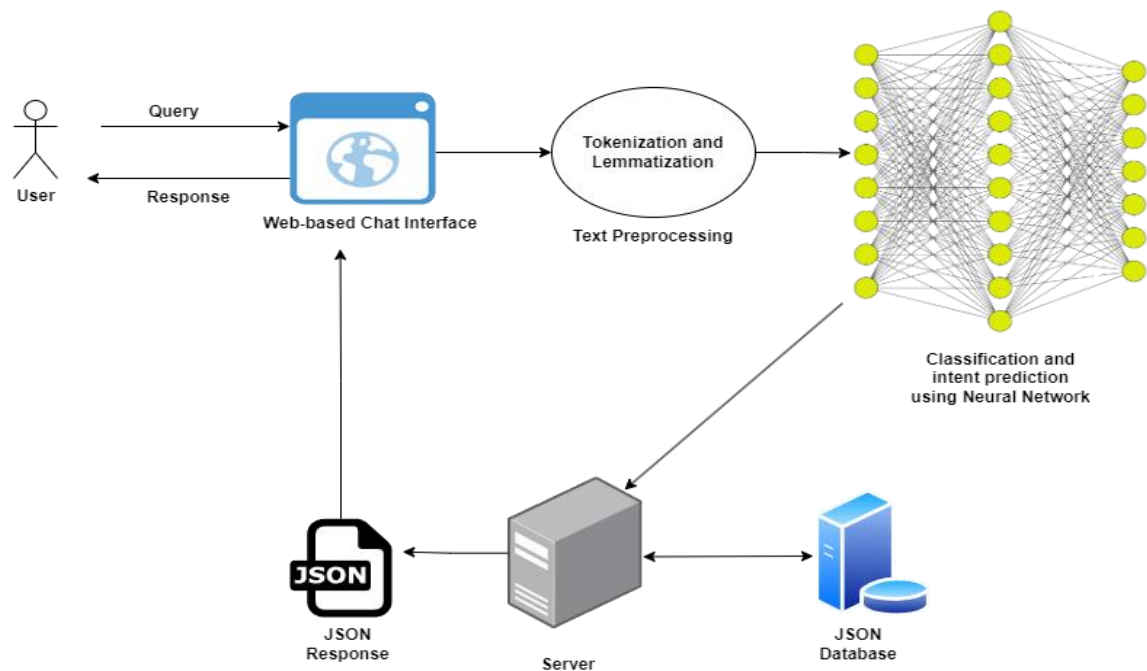 Query
User
Response
Web-based Chat Interface
Tokenization and
Lemmatization
Text Preprocessing
Classification and
intent prediction
using Neural Network
JSON
JSON
Response
Server
JSON
Database